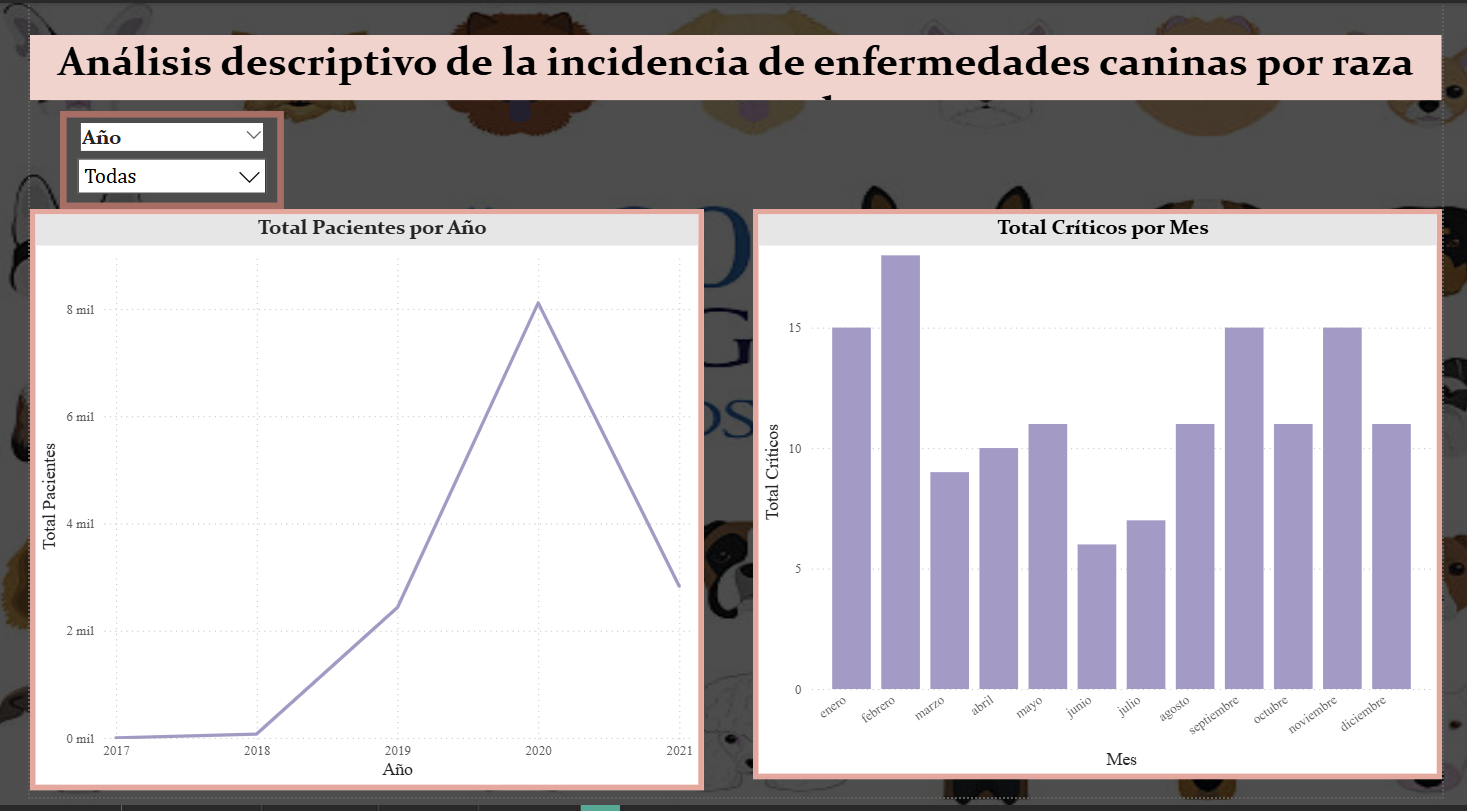 Análisis descriptivo de la incidencia de enfermedades caninas por raza
Año
Todas
Total Pacientes por Año
Total Pacientes
8 mil
6 mil
4 mil
2 mil
0 mil
2017 2018 2019 2020 2021
Año
Total Críticos por Mes
Total Críticos
15
10
5
0
enero febrero marzo abril mayo junio julio agosto septiembre octubre noviembre diciembre
Mes